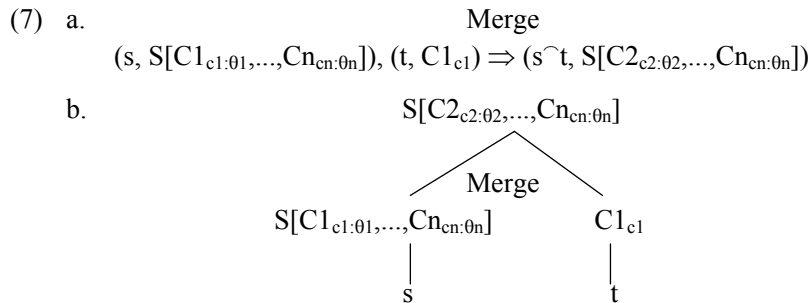 (7) a. Merge
(s, S[C1c1:θ1,...,Cncn:θn]), (t, C1c1) ⇒ (s⁀t, S[C2c2:θ2,...,Cncn:θn])
b. S[C2c2:θ2,...,Cncn:θn]
Merge
S[C1c1:θ1,...,Cncn:θn] C1c1
s t